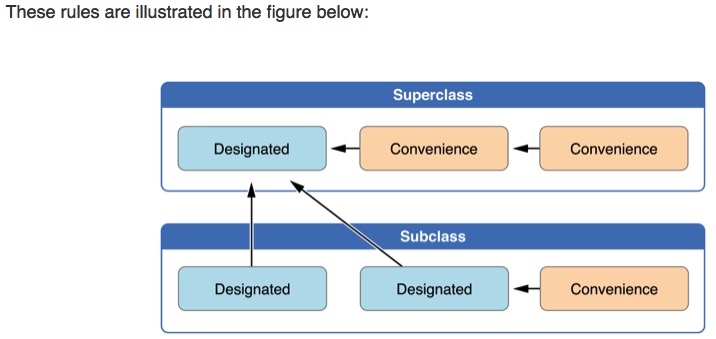 These rules are illustrated in the figure below:
Superclass
Designated Convenience Convenience
Subclass
Designated Designated Convenience